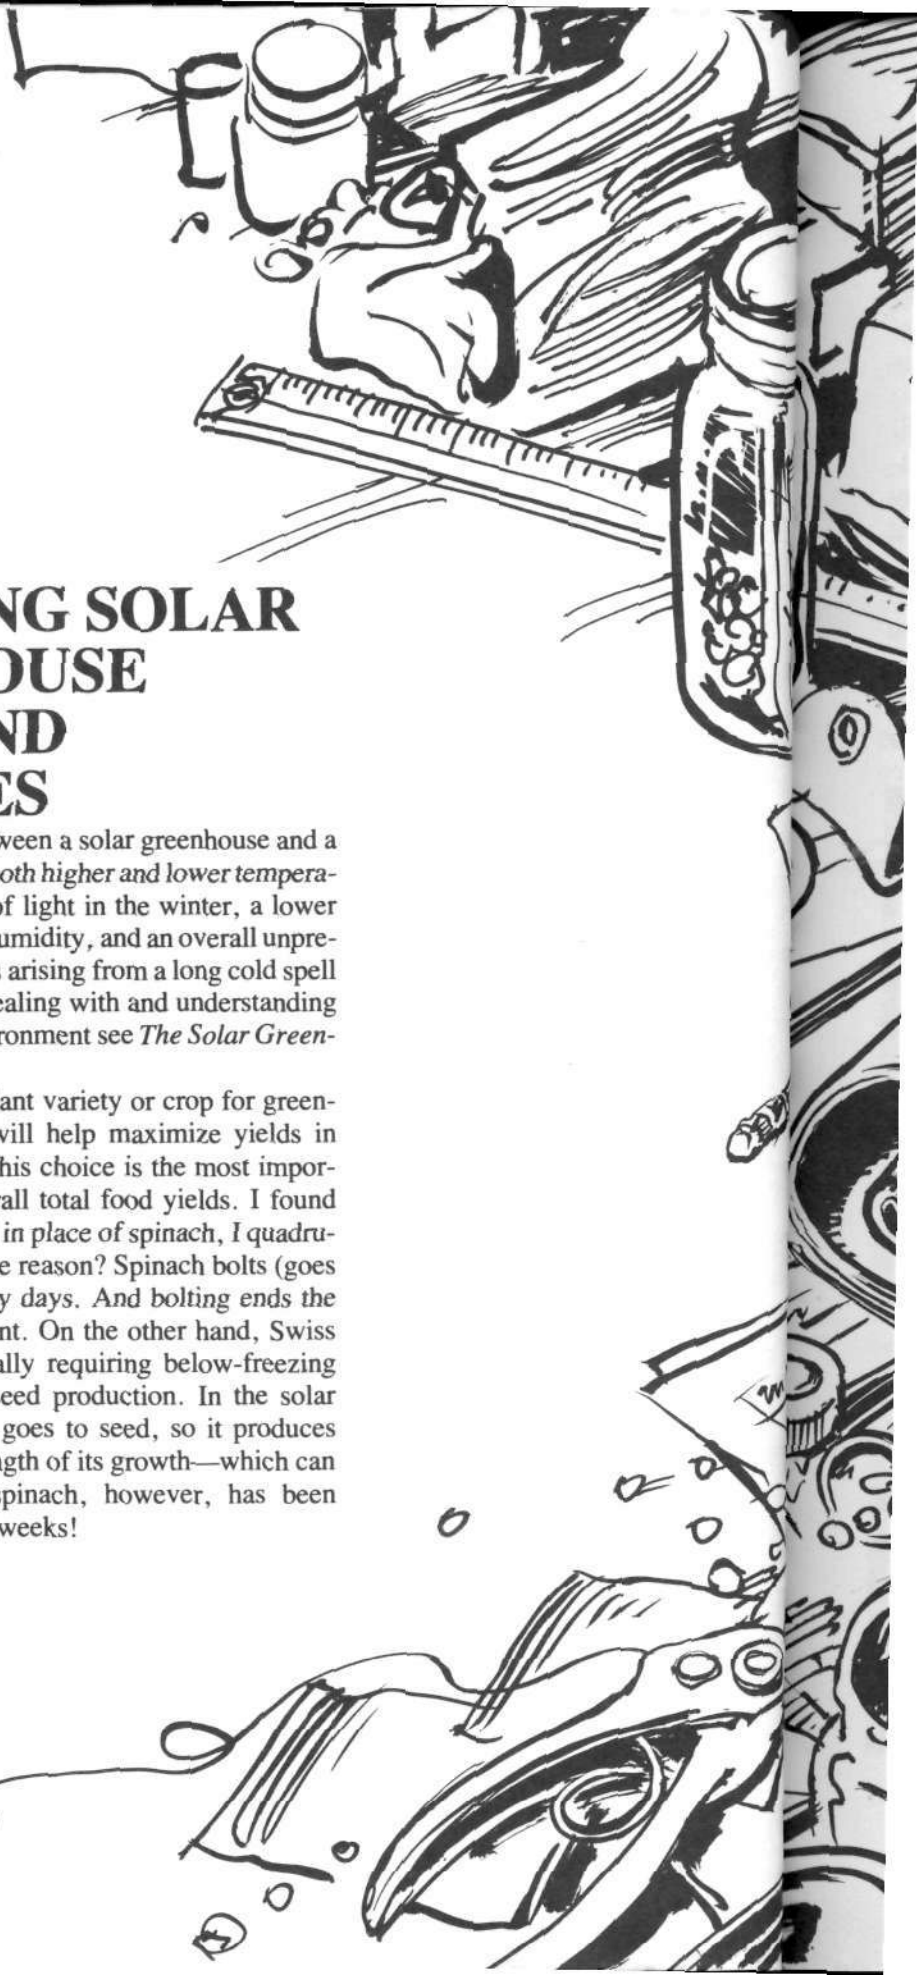 NG SOLAR
OUSE
ND
ES
ween a solar greenhouse and a
oth higher and lower tempera-
of light in the winter, a lower
umidity, and an overall unpre-
s arising from a long cold spell
ealing with and understanding
ronment see The Solar Green-
ant variety or crop for green-
will help maximize yields in
his choice is the most impor-
rall total food yields. I found
in place of spinach, I quadru-
e reason? Spinach bolts (goes
y days. And bolting ends the
nt. On the other hand, Swiss
ally requiring below-freezing
eed production. In the solar
goes to seed, so it produces
ngth of its growth—which can
spinach, however, has been
weeks!